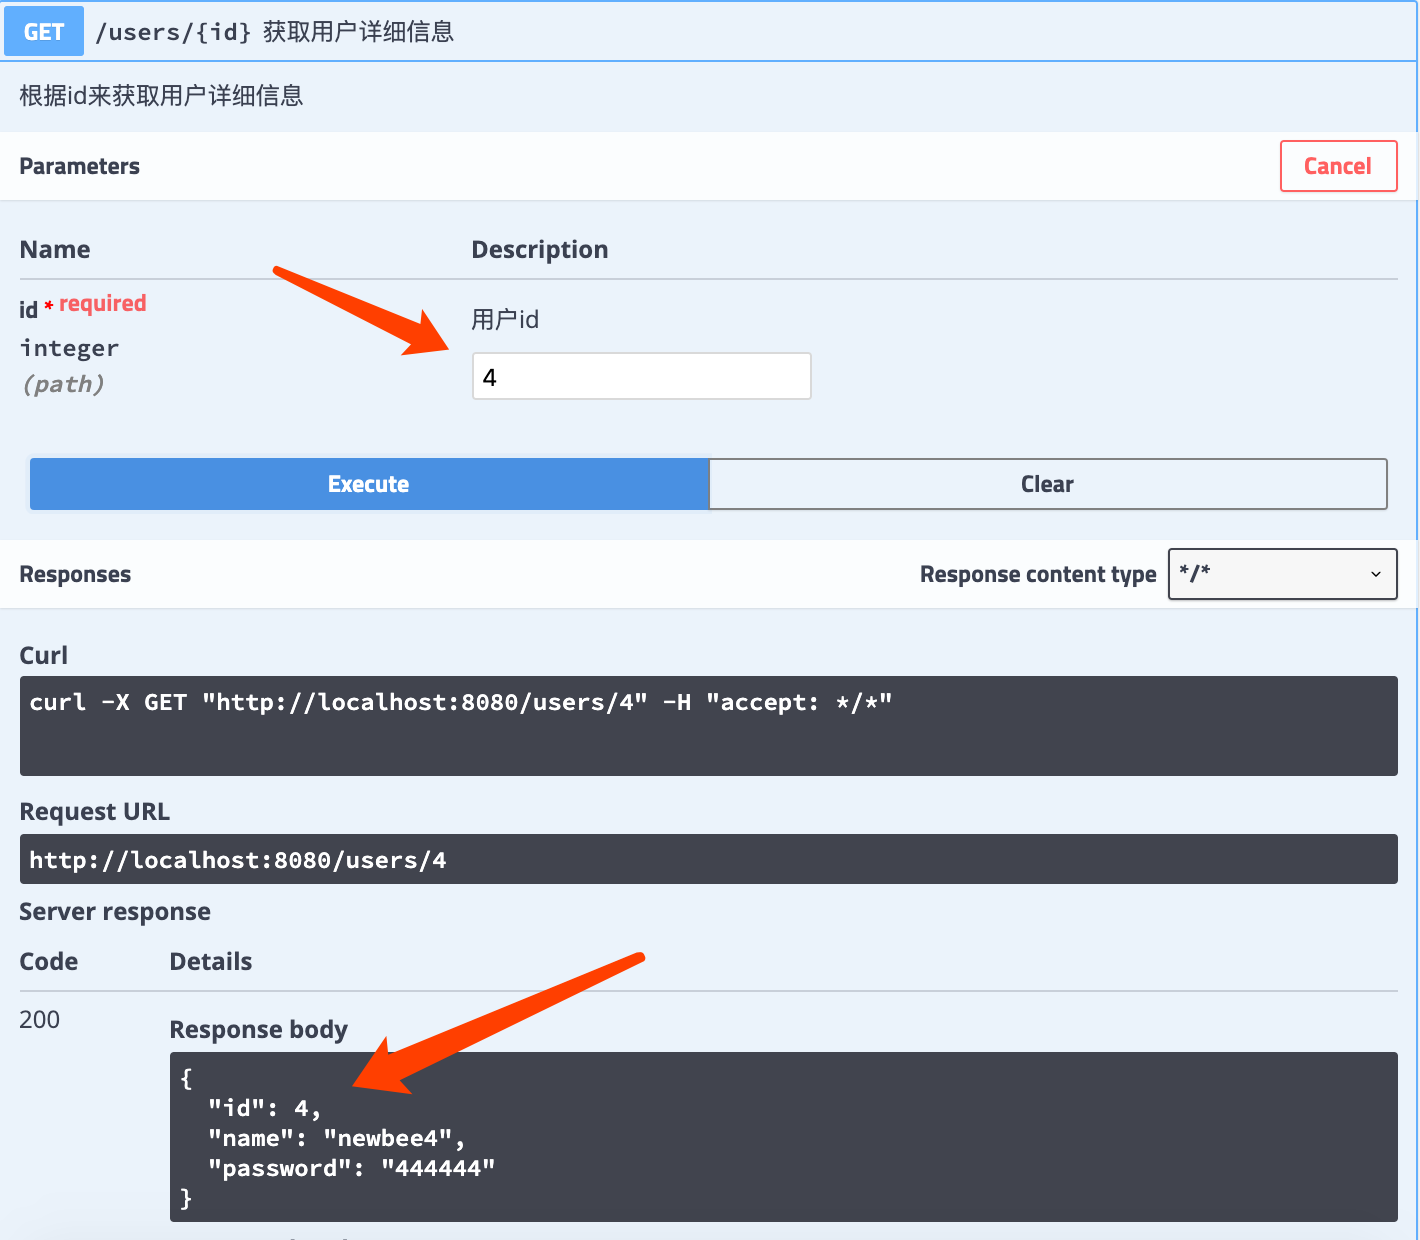 GET /users/{id} 获取用户详细信息
根据id来获取用户详细信息
Parameters Cancel
Name Description
id * required
integer
(path)
用户id
4
Execute Clear
Responses Response content type */*
Curl
curl -X GET "http://localhost:8080/users/4" -H "accept: */*"
Request URL
http://localhost:8080/users/4
Server response
Code Details
200
Response body
{
"id": 4,
"name": "newbee4",
"password": "444444"
}